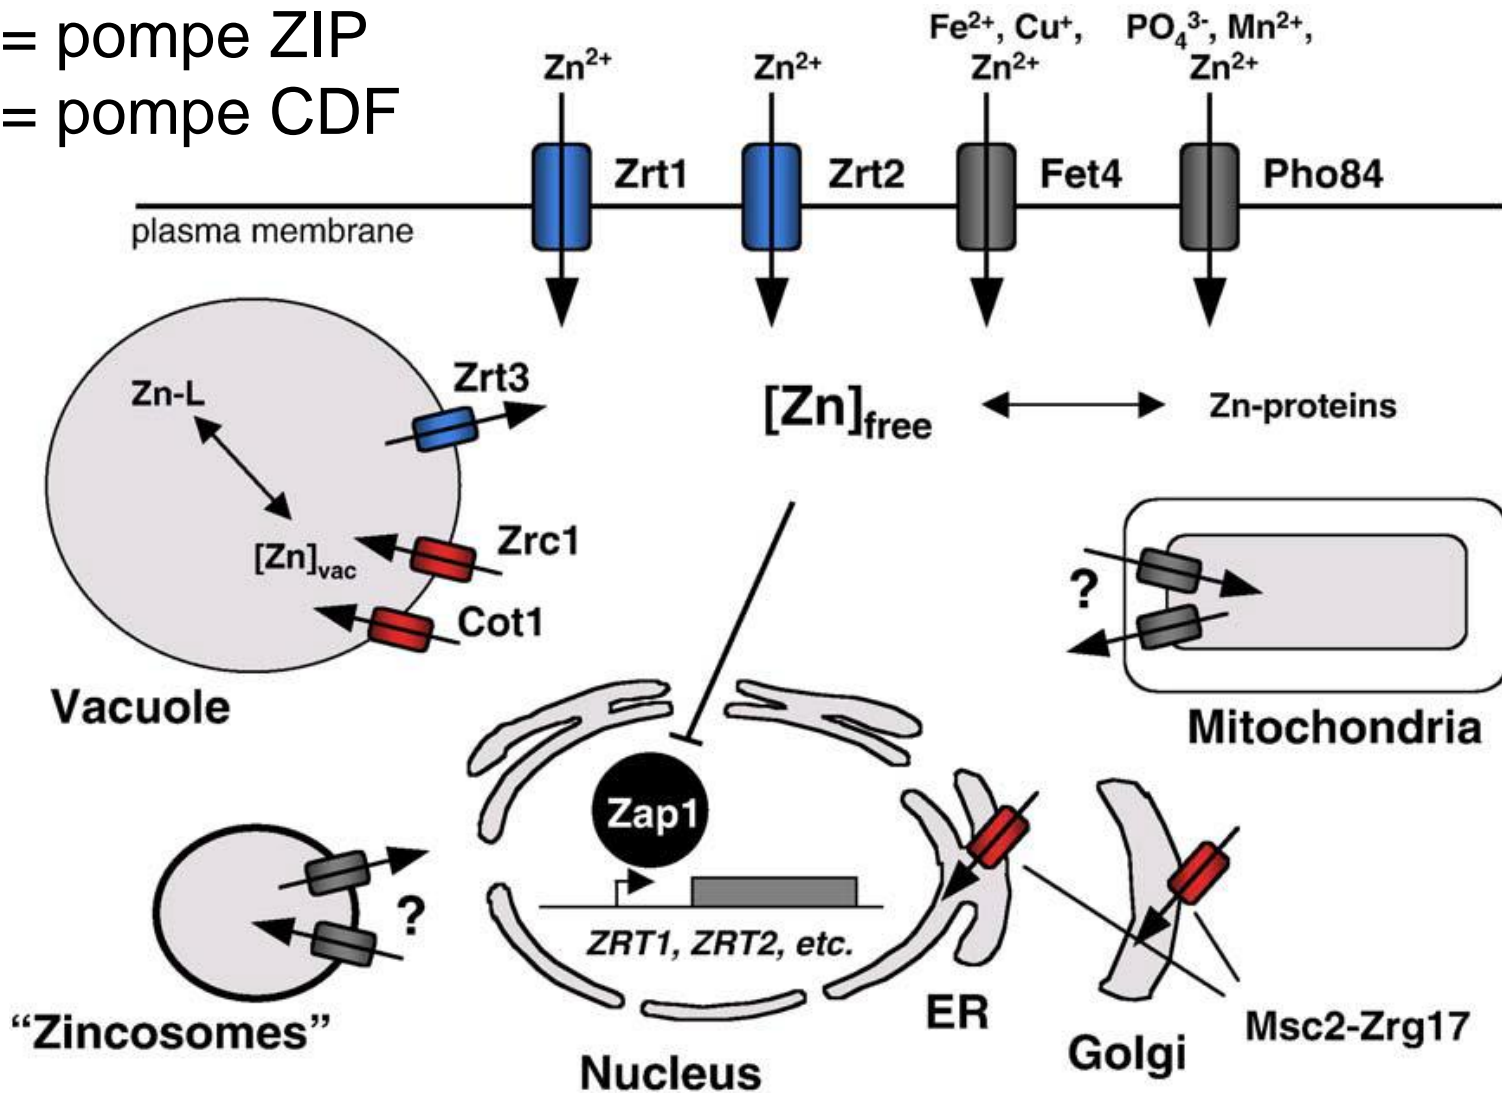 = pompe ZIP
= pompe CDF
Zn²⁺
Zn²⁺
Fe²⁺, Cu⁺,
Zn²⁺
PO₄³⁻, Mn²⁺,
Zn²⁺
Zrt1
Zrt2
Fet4
Pho84
plasma membrane
Zrt3
Zn-L
[Zn]free
Zn-proteins
Zrc1
[Zn]vac
Cot1
?
Vacuole
Mitochondria
Zap1
?
ZRT1, ZRT2, etc.
ER
"Zincosomes"
Golgi
Msc2-Zrg17
Nucleus